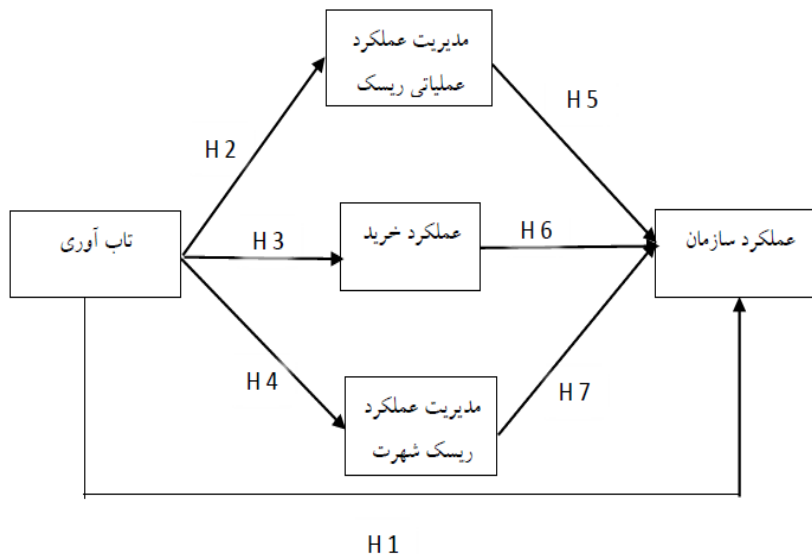 مدیریت عملکرد
عملیاتی ریسک
H 5
H 2
تاب آوری
H 3
عملکرد خرید
H 6
عملکرد سازمان
H 4
مدیریت عملکرد
ریسک شهرت
H 7
H 1